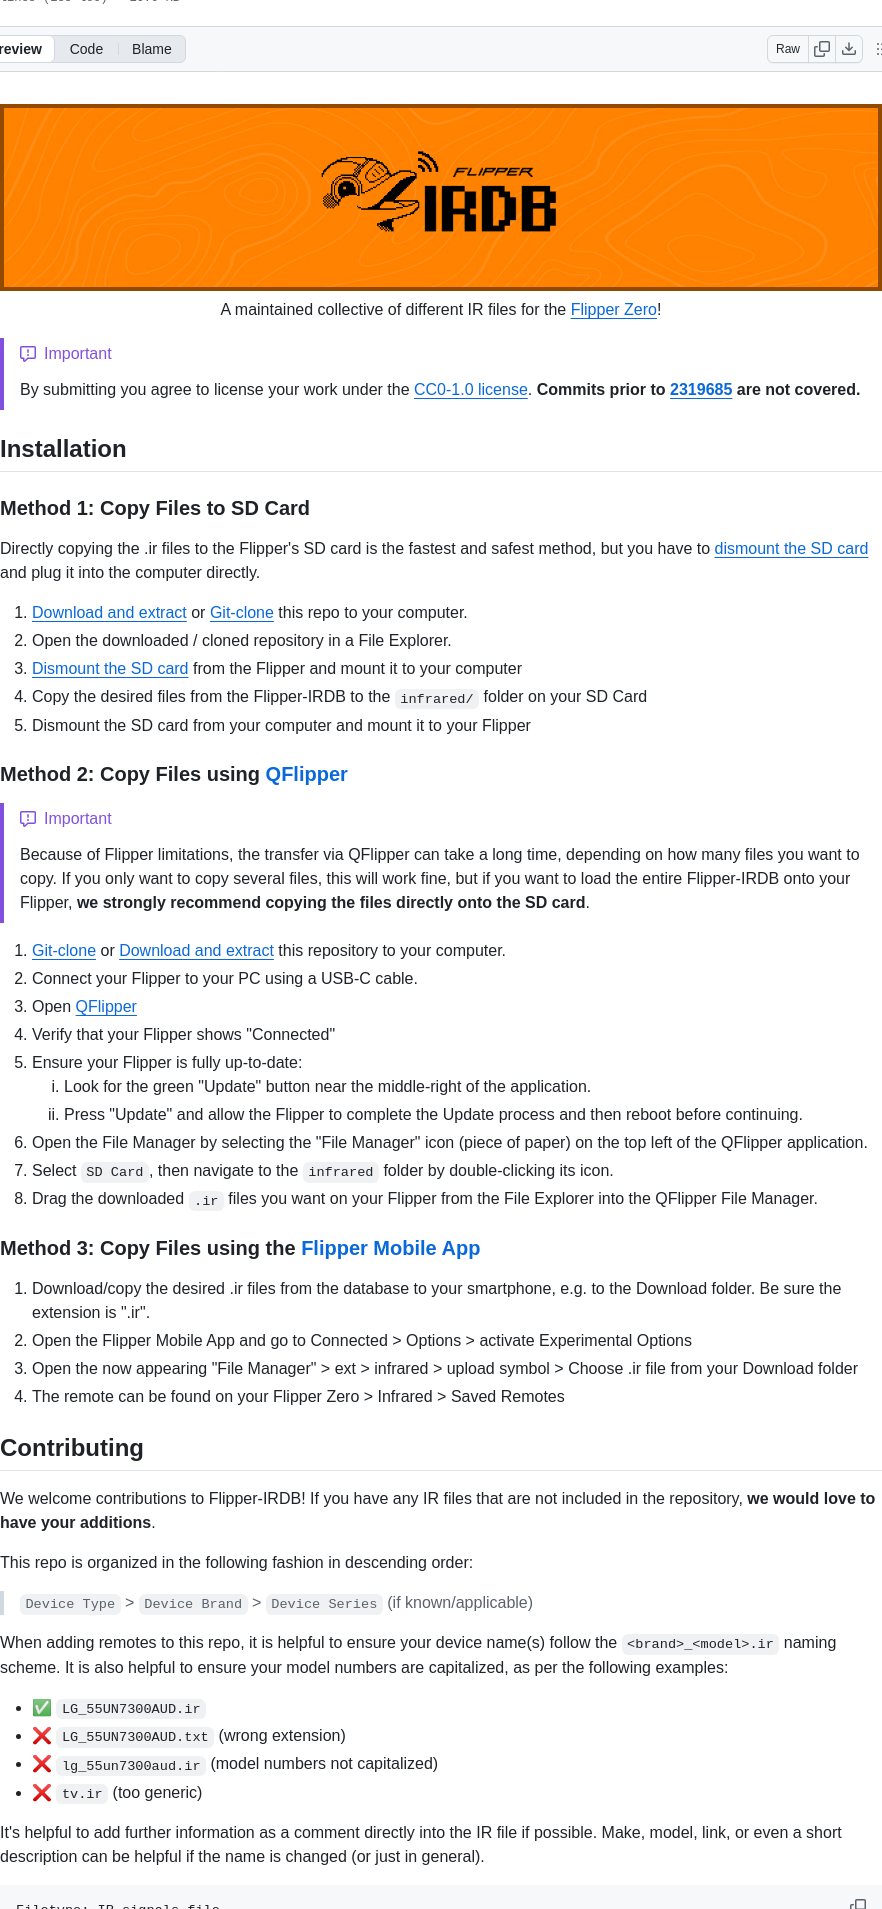 review
Code
Blame
Raw
FLIPPER
IRDB
A maintained collective of different IR files for the Flipper Zero!
Important
By submitting you agree to license your work under the CC0-1.0 license. Commits prior to 2319685 are not covered.
Installation
Method 1: Copy Files to SD Card
Directly copying the .ir files to the Flipper's SD card is the fastest and safest method, but you have to dismount the SD card
and plug it into the computer directly.
1. Download and extract or Git-clone this repo to your computer.
2. Open the downloaded / cloned repository in a File Explorer.
3. Dismount the SD card from the Flipper and mount it to your computer
4. Copy the desired files from the Flipper-IRDB to the infrared/ folder on your SD Card
5. Dismount the SD card from your computer and mount it to your Flipper
Method 2: Copy Files using QFlipper
Important
Because of Flipper limitations, the transfer via QFlipper can take a long time, depending on how many files you want to
copy. If you only want to copy several files, this will work fine, but if you want to load the entire Flipper-IRDB onto your
Flipper, we strongly recommend copying the files directly onto the SD card.
1. Git-clone or Download and extract this repository to your computer.
2. Connect your Flipper to your PC using a USB-C cable.
3. Open QFlipper
4. Verify that your Flipper shows "Connected"
5. Ensure your Flipper is fully up-to-date:
i. Look for the green "Update" button near the middle-right of the application.
ii. Press "Update" and allow the Flipper to complete the Update process and then reboot before continuing.
6. Open the File Manager by selecting the "File Manager" icon (piece of paper) on the top left of the QFlipper application.
7. Select SD Card, then navigate to the infrared folder by double-clicking its icon.
8. Drag the downloaded .ir files you want on your Flipper from the File Explorer into the QFlipper File Manager.
Method 3: Copy Files using the Flipper Mobile App
1. Download/copy the desired .ir files from the database to your smartphone, e.g. to the Download folder. Be sure the
extension is ".ir".
2. Open the Flipper Mobile App and go to Connected > Options > activate Experimental Options
3. Open the now appearing "File Manager" > ext > infrared > upload symbol > Choose .ir file from your Download folder
4. The remote can be found on your Flipper Zero > Infrared > Saved Remotes
Contributing
We welcome contributions to Flipper-IRDB! If you have any IR files that are not included in the repository, we would love to
have your additions.
This repo is organized in the following fashion in descending order:
Device Type > Device Brand > Device Series (if known/applicable)
When adding remotes to this repo, it is helpful to ensure your device name(s) follow the <brand>_<model>.ir naming
scheme. It is also helpful to ensure your model numbers are capitalized, as per the following examples:
• ✅ LG_55UN7300AUD.ir
• ❌ LG_55UN7300AUD.txt (wrong extension)
• ❌ lg_55un7300aud.ir (model numbers not capitalized)
• ❌ tv.ir (too generic)
It's helpful to add further information as a comment directly into the IR file if possible. Make, model, link, or even a short
description can be helpful if the name is changed (or just in general).
Filetype: IR signals file